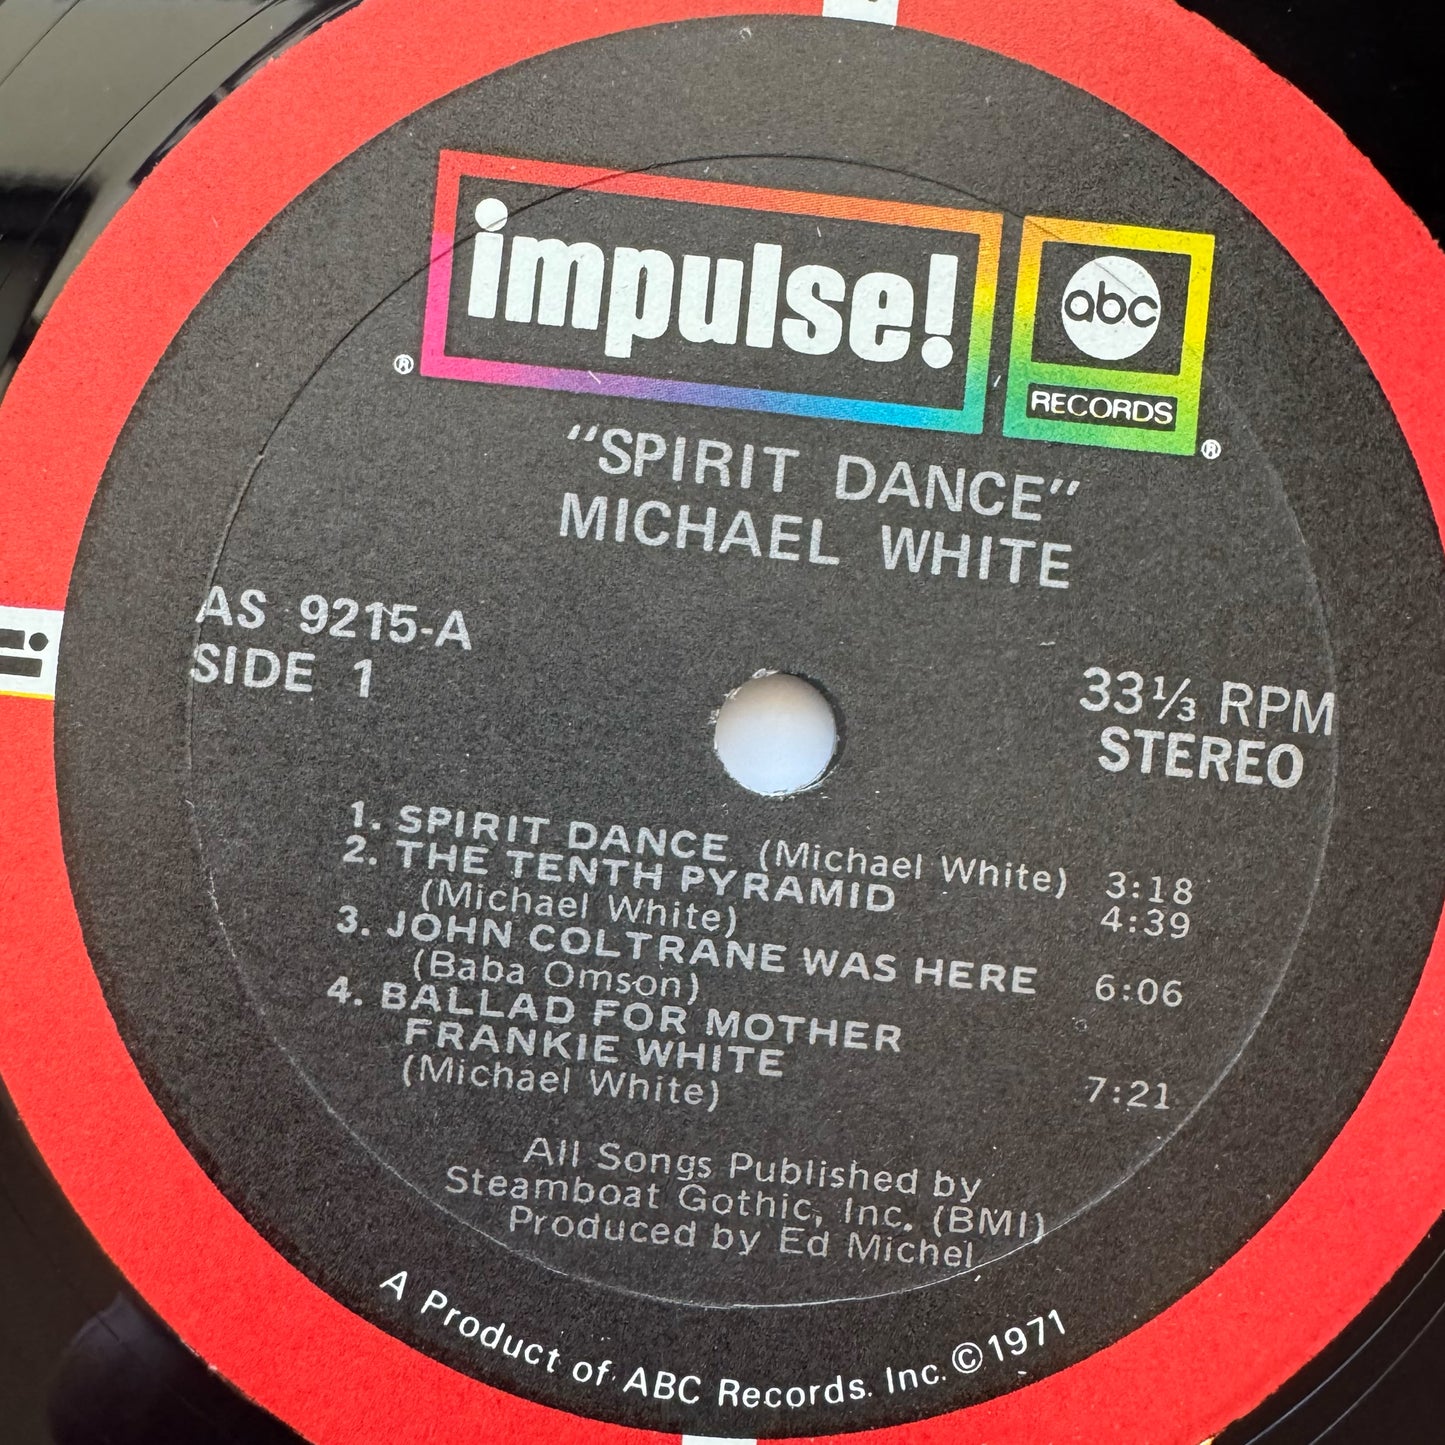 impulse!
abc
RECORDS
®
®
"SPIRIT DANCE"
MICHAEL WHITE
AS 9215-A
SIDE 1
33⅓ RPM
STEREO
1. SPIRIT DANCE (Michael White) 3:18
2. THE TENTH PYRAMID
(Michael White) 4:39
3. JOHN COLTRANE WAS HERE
(Baba Omson) 6:06
4. BALLAD FOR MOTHER
FRANKIE WHITE
(Michael White) 7:21
All Songs Published by
Steamboat Gothic, Inc. (BMI)
Produced by Ed Michel
A Product of ABC Records. Inc. © 1971